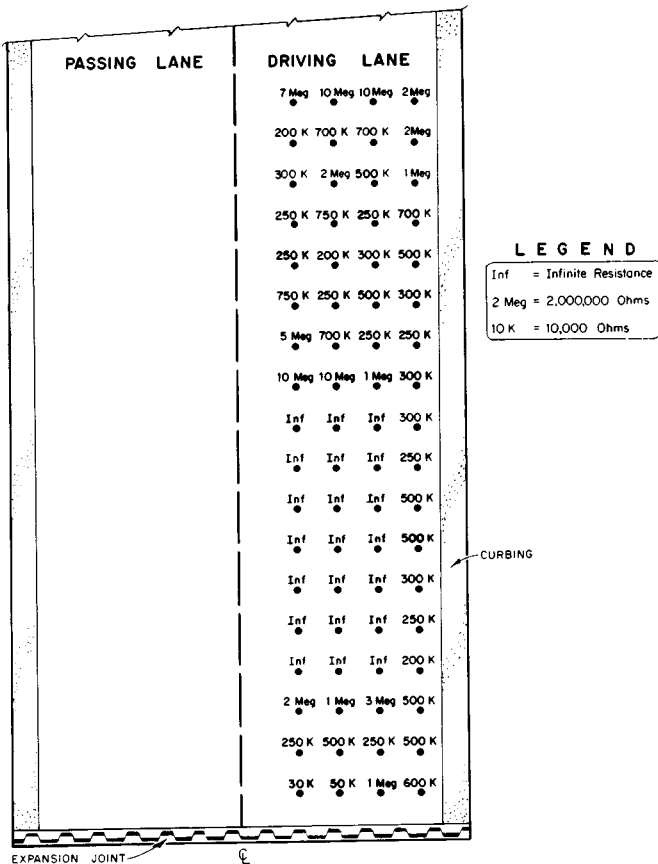 PASSING LANE
DRIVING LANE
7 Meg 10 Meg 10 Meg 2 Meg
200 K 700 K 700 K 2Meg
300 K 2 Meg 500 K 1 Meg
250 K 750 K 250 K 700 K
250 K 200 K 300 K 500 K
750 K 250 K 500 K 300 K
5 Meg 700 K 250 K 250 K
10 Meg 10 Meg 1 Meg 300 K
Inf Inf Inf 300 K
Inf Inf Inf 250 K
Inf Inf Inf 500 K
Inf Inf Inf 500 K
Inf Inf Inf 300 K
Inf Inf Inf 250 K
Inf Inf Inf 200 K
2 Meg 1 Meg 3 Meg 500 K
250 K 500 K 250 K 500 K
30 K 50 K 1 Meg 600 K
LEGEND
Inf = Infinite Resistance
2 Meg = 2,000,000 Ohms
10 K = 10,000 Ohms
CURBING
EXPANSION JOINT
℄